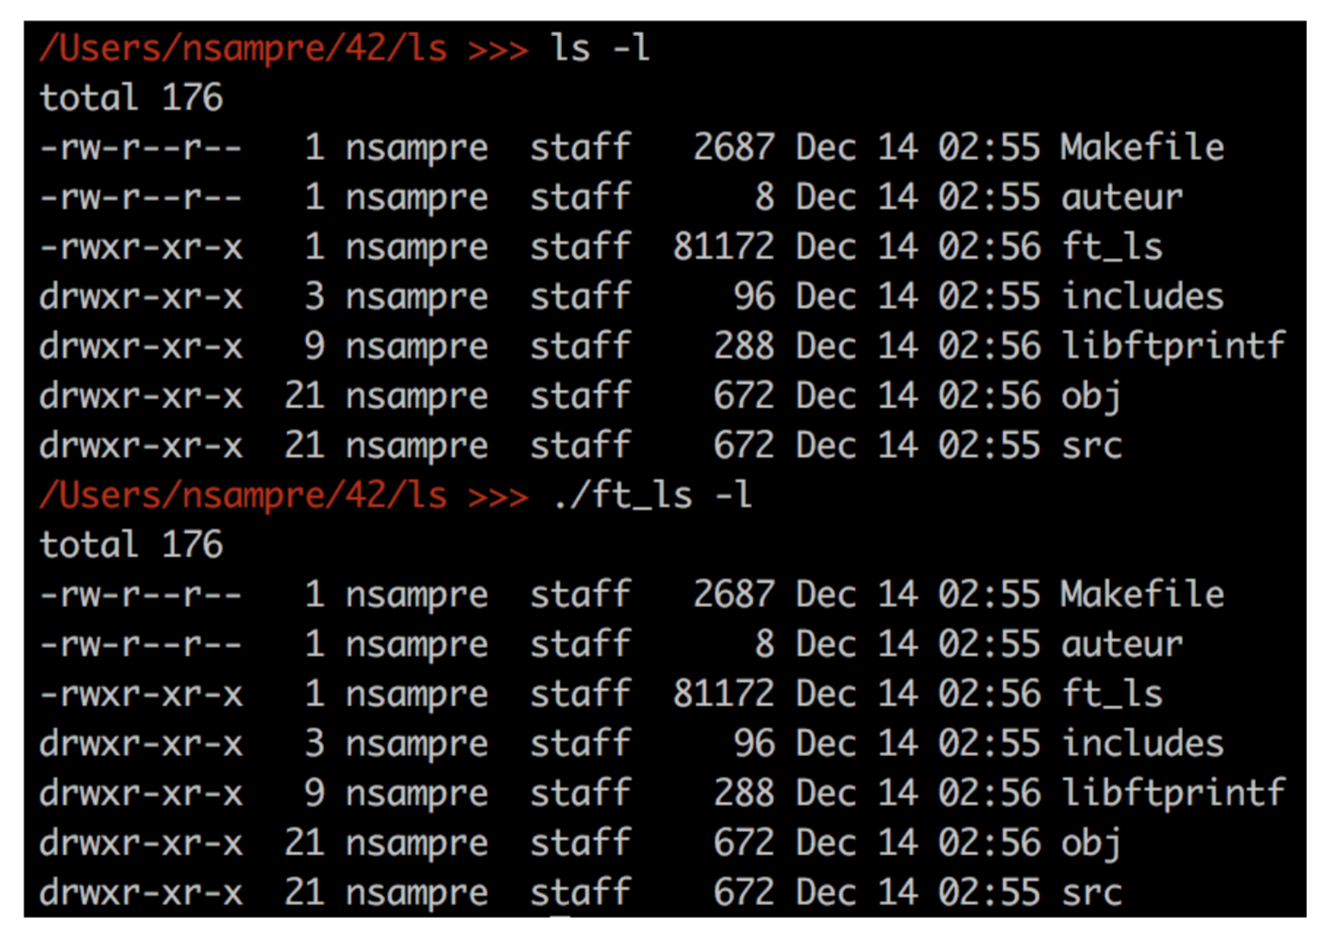 /Users/nsampre/42/ls >>> ls -l
total 176
-rw-r--r--   1 nsampre  staff   2687 Dec 14 02:55 Makefile
-rw-r--r--   1 nsampre  staff      8 Dec 14 02:55 auteur
-rwxr-xr-x   1 nsampre  staff  81172 Dec 14 02:56 ft_ls
drwxr-xr-x   3 nsampre  staff     96 Dec 14 02:55 includes
drwxr-xr-x   9 nsampre  staff    288 Dec 14 02:56 libftprintf
drwxr-xr-x  21 nsampre  staff    672 Dec 14 02:56 obj
drwxr-xr-x  21 nsampre  staff    672 Dec 14 02:55 src
/Users/nsampre/42/ls >>> ./ft_ls -l
total 176
-rw-r--r--   1 nsampre  staff   2687 Dec 14 02:55 Makefile
-rw-r--r--   1 nsampre  staff      8 Dec 14 02:55 auteur
-rwxr-xr-x   1 nsampre  staff  81172 Dec 14 02:56 ft_ls
drwxr-xr-x   3 nsampre  staff     96 Dec 14 02:55 includes
drwxr-xr-x   9 nsampre  staff    288 Dec 14 02:56 libftprintf
drwxr-xr-x  21 nsampre  staff    672 Dec 14 02:56 obj
drwxr-xr-x  21 nsampre  staff    672 Dec 14 02:55 src